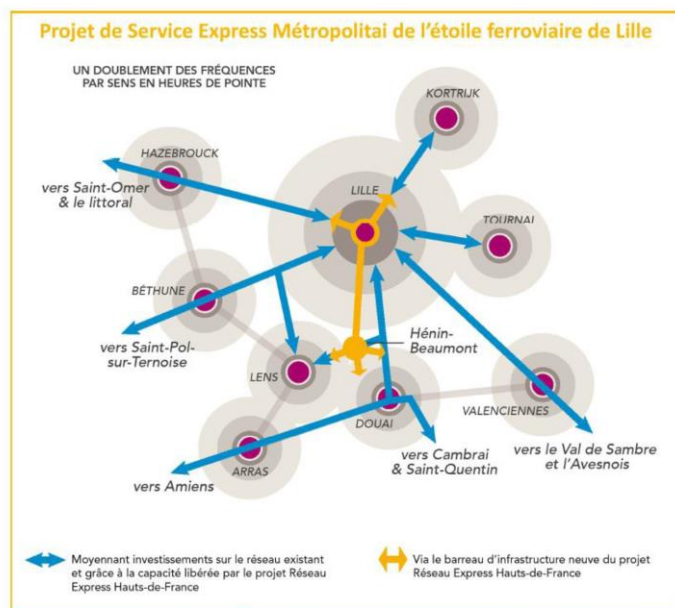 Projet de Service Express Métropolitai de l'étoile ferroviaire de Lille
UN DOUBLEMENT DES FRÉQUENCES
PAR SENS EN HEURES DE POINTE
KORTRIJK
HAZEBROUCK
vers Saint-Omer
& le littoral
LILLE
TOURNAI
BÉTHUNE
vers Saint-Pol-
sur-Ternoise
Hénin-
Beaumont
LENS
DOUAI
VALENCIENNES
vers le Val de Sambre
et l'Avesnois
vers Cambrai
& Saint-Quentin
ARRAS
vers Amiens
Moyennant investissements sur le réseau existant
et grâce à la capacité libérée par le projet Réseau
Express Hauts-de-France
Via le barreau d'infrastructure neuve du projet
Réseau Express Hauts-de-France